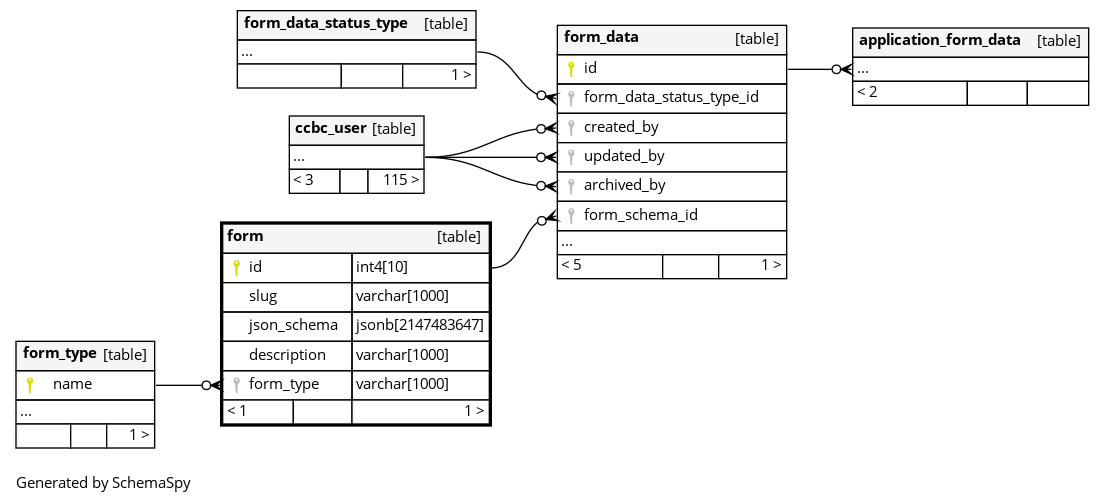 form_data_status_type [table]
...
1 >
form_data [table]
id
form_data_status_type_id
created_by
updated_by
archived_by
form_schema_id
...
< 5 1 >
application_form_data [table]
...
< 2
ccbc_user [table]
...
< 3 115 >
form [table]
id int4[10]
slug varchar[1000]
json_schema jsonb[2147483647]
description varchar[1000]
form_type varchar[1000]
< 1 1 >
form_type [table]
name
...
1 >
Generated by SchemaSpy